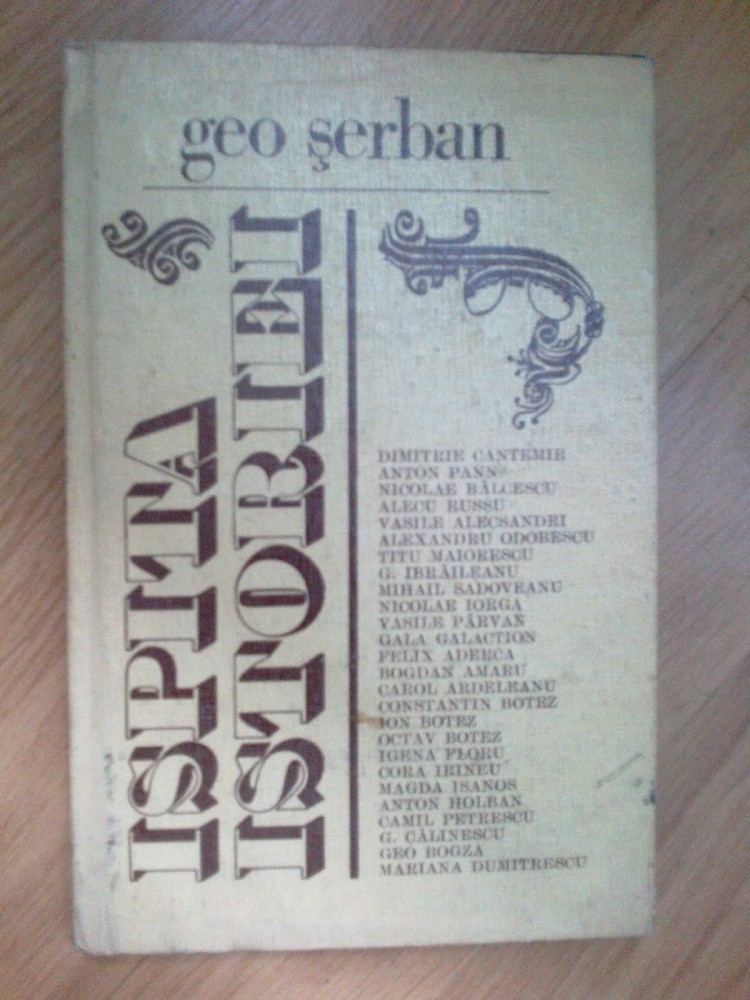 geo şerban
ISPITA
ISTORIEI
DIMITRIE CANTEMIR
ANTON PANN
NICOLAE BĂLCESCU
ALECU RUSSU
VASILE ALECSANDRI
ALEXANDRU ODOBESCU
TITU MAIORESCU
G. IBRĂILEANU
MIHAIL SADOVEANU
NICOLAE IORGA
VASILE PÂRVAN
GALA GALACTION
FELIX ADERCA
BOGDAN AMARU
CAROL ARDELEANU
CONSTANTIN BOTEZ
ION BOTEZ
OCTAV BOTEZ
IGENA FLORU
CORA IRINEU
MAGDA ISANOS
ANTON HOLBAN
CAMIL PETRESCU
G. CĂLINESCU
GEO BOGZA
MARIANA DUMITRESCU